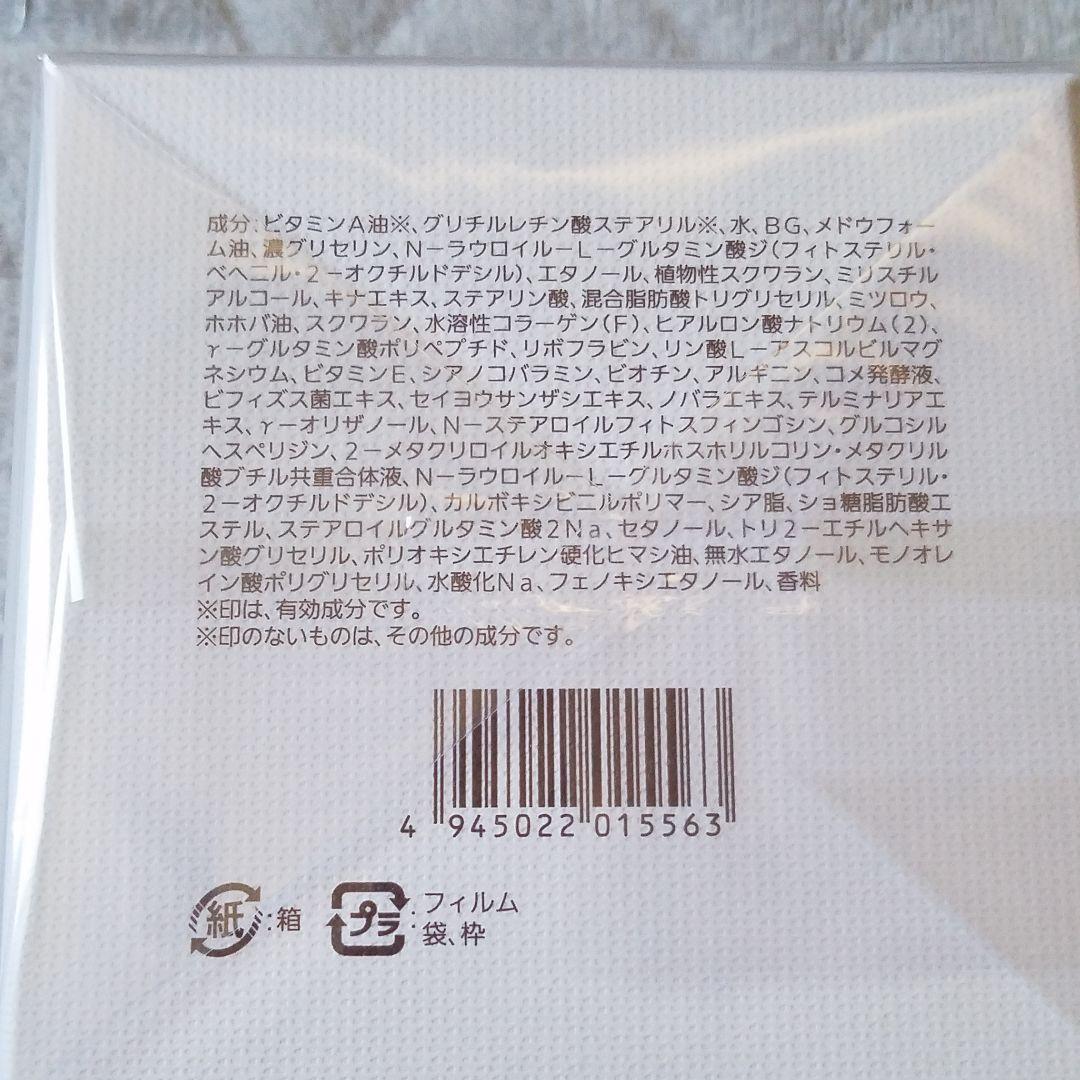 成分:ビタミンA油※、グリチルレチン酸ステアリル※、水、BG、メドウフォー
ム油、濃グリセリン、N－ラウロイル－L－グルタミン酸ジ(フィトステリル・
ベヘニル・2－オクチルドデシル)、エタノール、植物性スクワラン、ミリスチル
アルコール、キナエキス、ステアリン酸、混合脂肪酸トリグリセリル、ミツロウ、
ホホバ油、スクワラン、水溶性コラーゲン(F)、ヒアルロン酸ナトリウム(2)、
γ－グルタミン酸ポリペプチド、リボフラビン、リン酸L－アスコルビルマグ
ネシウム、ビタミンE、シアノコバラミン、ビオチン、アルギニン、コメ発酵液、
ビフィズス菌エキス、セイヨウサンザシエキス、ノバラエキス、テルミナリアエ
キス、γ－オリザノール、N－ステアロイルフィトスフィンゴシン、グルコシル
ヘスペリジン、2－メタクリロイルオキシエチルホスホリルコリン・メタクリル
酸ブチル共重合体液、N－ラウロイル－L－グルタミン酸ジ(フィトステリル・
2－オクチルドデシル)、カルボキシビニルポリマー、シア脂、ショ糖脂肪酸エ
ステル、ステアロイルグルタミン酸2Na、セタノール、トリ2－エチルヘキサ
ン酸グリセリル、ポリオキシエチレン硬化ヒマシ油、無水エタノール、モノオレ
イン酸ポリグリセリル、水酸化Na、フェノキシエタノール、香料
※印は、有効成分です。
※印のないものは、その他の成分です。
4 945022 015563
紙:箱
プラ:フィルム
袋、枠